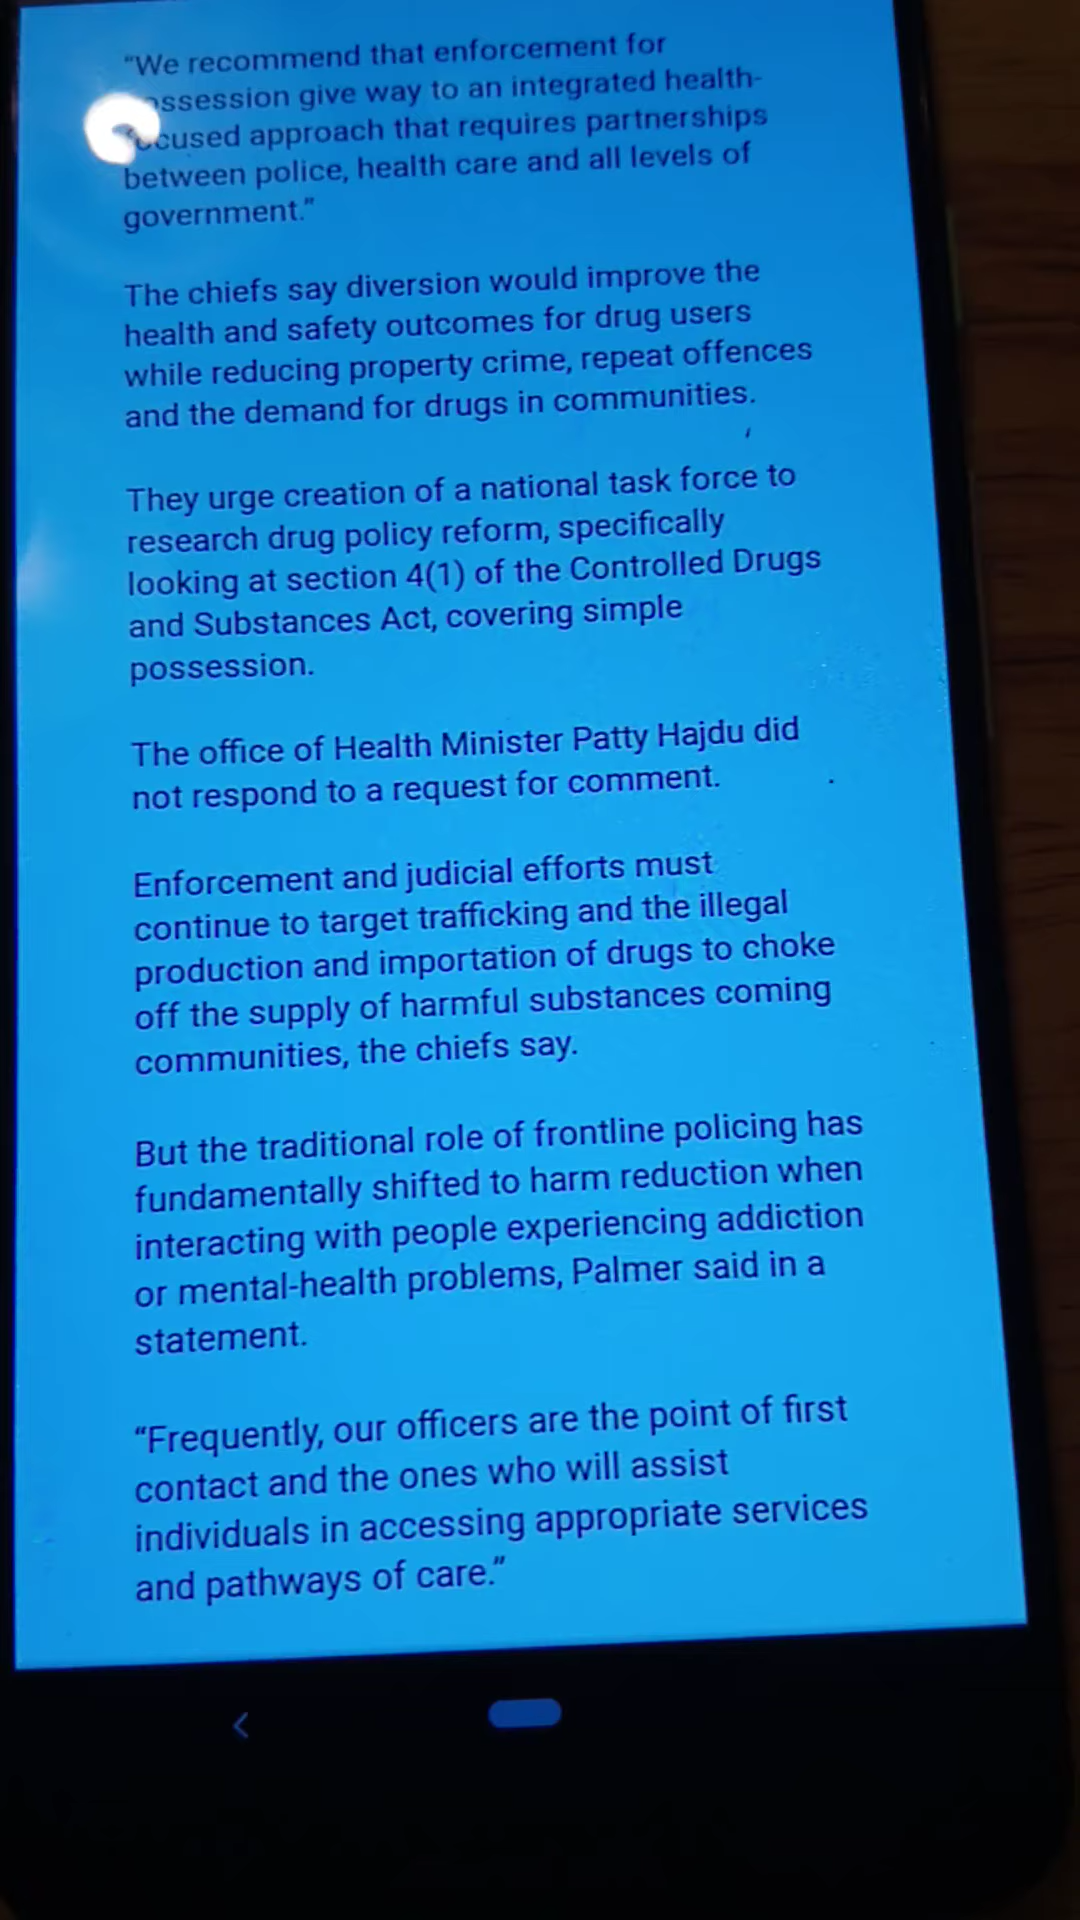 “We recommend that enforcement for
ossession give way to an integrated health-
cused approach that requires partnerships
between police, health care and all levels of
government.”
The chiefs say diversion would improve the
health and safety outcomes for drug users
while reducing property crime, repeat offences
and the demand for drugs in communities.
They urge creation of a national task force to
research drug policy reform, specifically
looking at section 4(1) of the Controlled Drugs
and Substances Act, covering simple
possession.
The office of Health Minister Patty Hajdu did
not respond to a request for comment.
Enforcement and judicial efforts must
continue to target trafficking and the illegal
production and importation of drugs to choke
off the supply of harmful substances coming
communities, the chiefs say.
But the traditional role of frontline policing has
fundamentally shifted to harm reduction when
interacting with people experiencing addiction
or mental-health problems, Palmer said in a
statement.
“Frequently, our officers are the point of first
contact and the ones who will assist
individuals in accessing appropriate services
and pathways of care.”